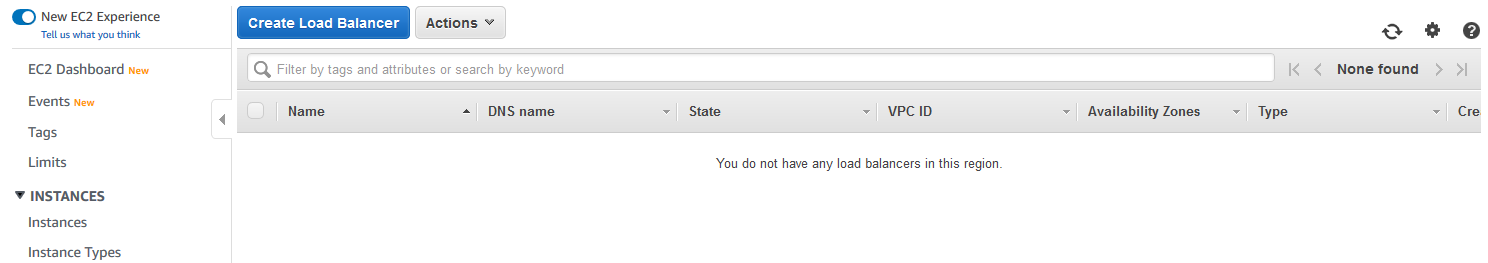 New EC2 Experience
Tell us what you think
EC2 Dashboard New
Events New
Tags
Limits
INSTANCES
Instances
Instance Types
Create Load Balancer Actions
Filter by tags and attributes or search by keyword None found
Name DNS name State VPC ID Availability Zones Type Cre
You do not have any load balancers in this region.